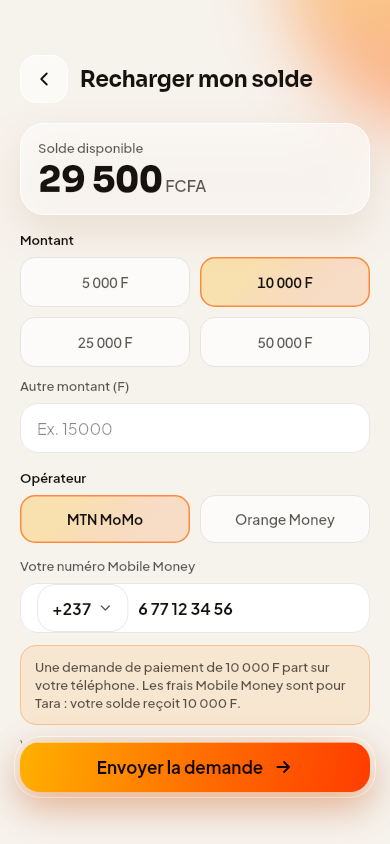 Recharger mon solde
Solde disponible
29 500 FCFA
Montant
5 000 F
10 000 F
25 000 F
50 000 F
Autre montant (F)
Ex. 15000
Opérateur
MTN MoMo
Orange Money
Votre numéro Mobile Money
+237
6 77 12 34 56
Une demande de paiement de 10 000 F part sur
votre téléphone. Les frais Mobile Money sont pour
Tara : votre solde reçoit 10 000 F.
Envoyer la demande →